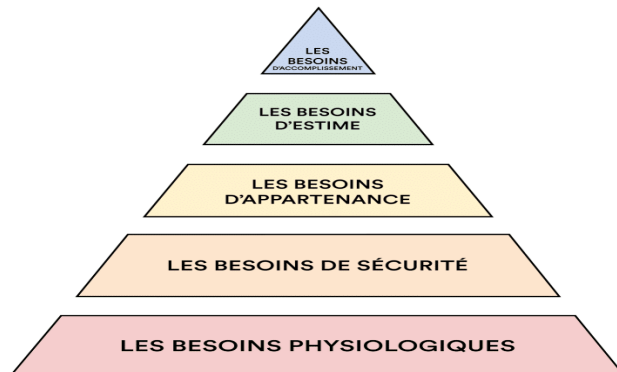 LES
BESOINS
D'ACCOMPLISSEMENT
LES BESOINS
D'ESTIME
LES BESOINS
D'APPARTENANCE
LES BESOINS DE SÉCURITÉ
LES BESOINS PHYSIOLOGIQUES